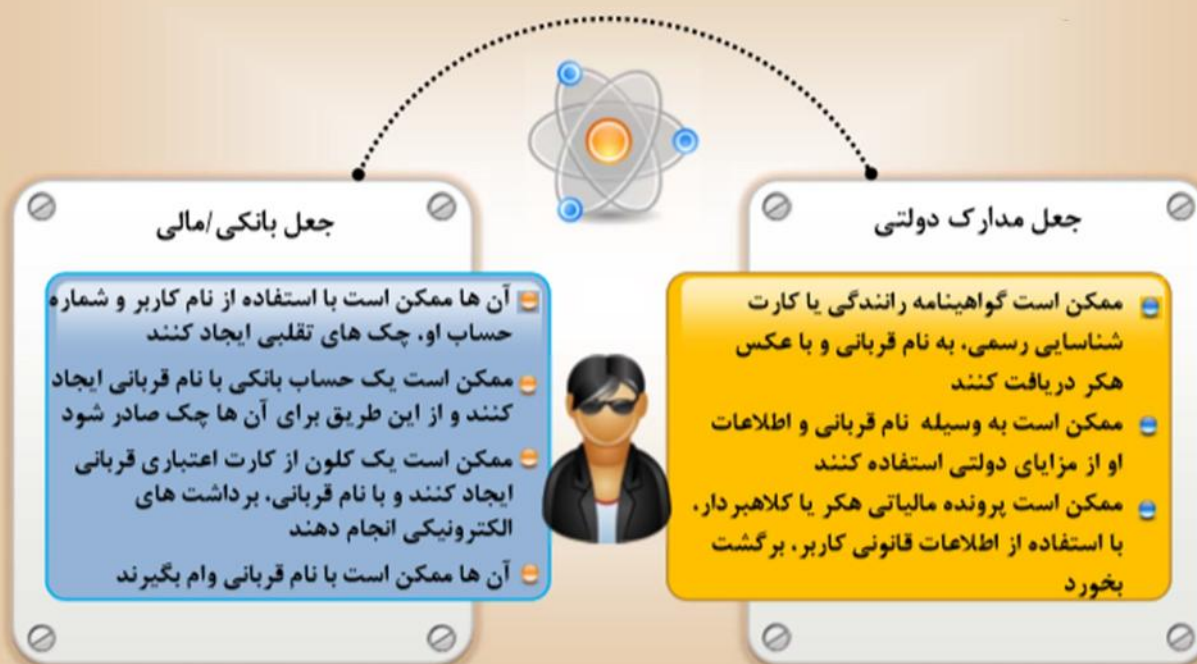 جعل مدارک دولتی
ممکن است گواهینامه رانندگی یا کارت
شناسایی رسمی، به نام قربانی و با عکس
هکر دریافت کنند
ممکن است به وسیله نام قربانی و اطلاعات
او از مزایای دولتی استفاده کنند
ممکن است پرونده مالیاتی هکر یا کلاهبردار،
با استفاده از اطلاعات قانونی کاربر، برگشت
بخورد
جعل بانکی/مالی
آن ها ممکن است با استفاده از نام کاربر و شماره
حساب او، چک های تقلبی ایجاد کنند
ممکن است یک حساب بانکی با نام قربانی ایجاد
کنند و از این طریق برای آن ها چک صادر شود
ممکن است یک کلون از کارت اعتباری قربانی
ایجاد کنند و با نام قربانی، برداشت های
الکترونیکی انجام دهند
آن ها ممکن است با نام قربانی وام بگیرند